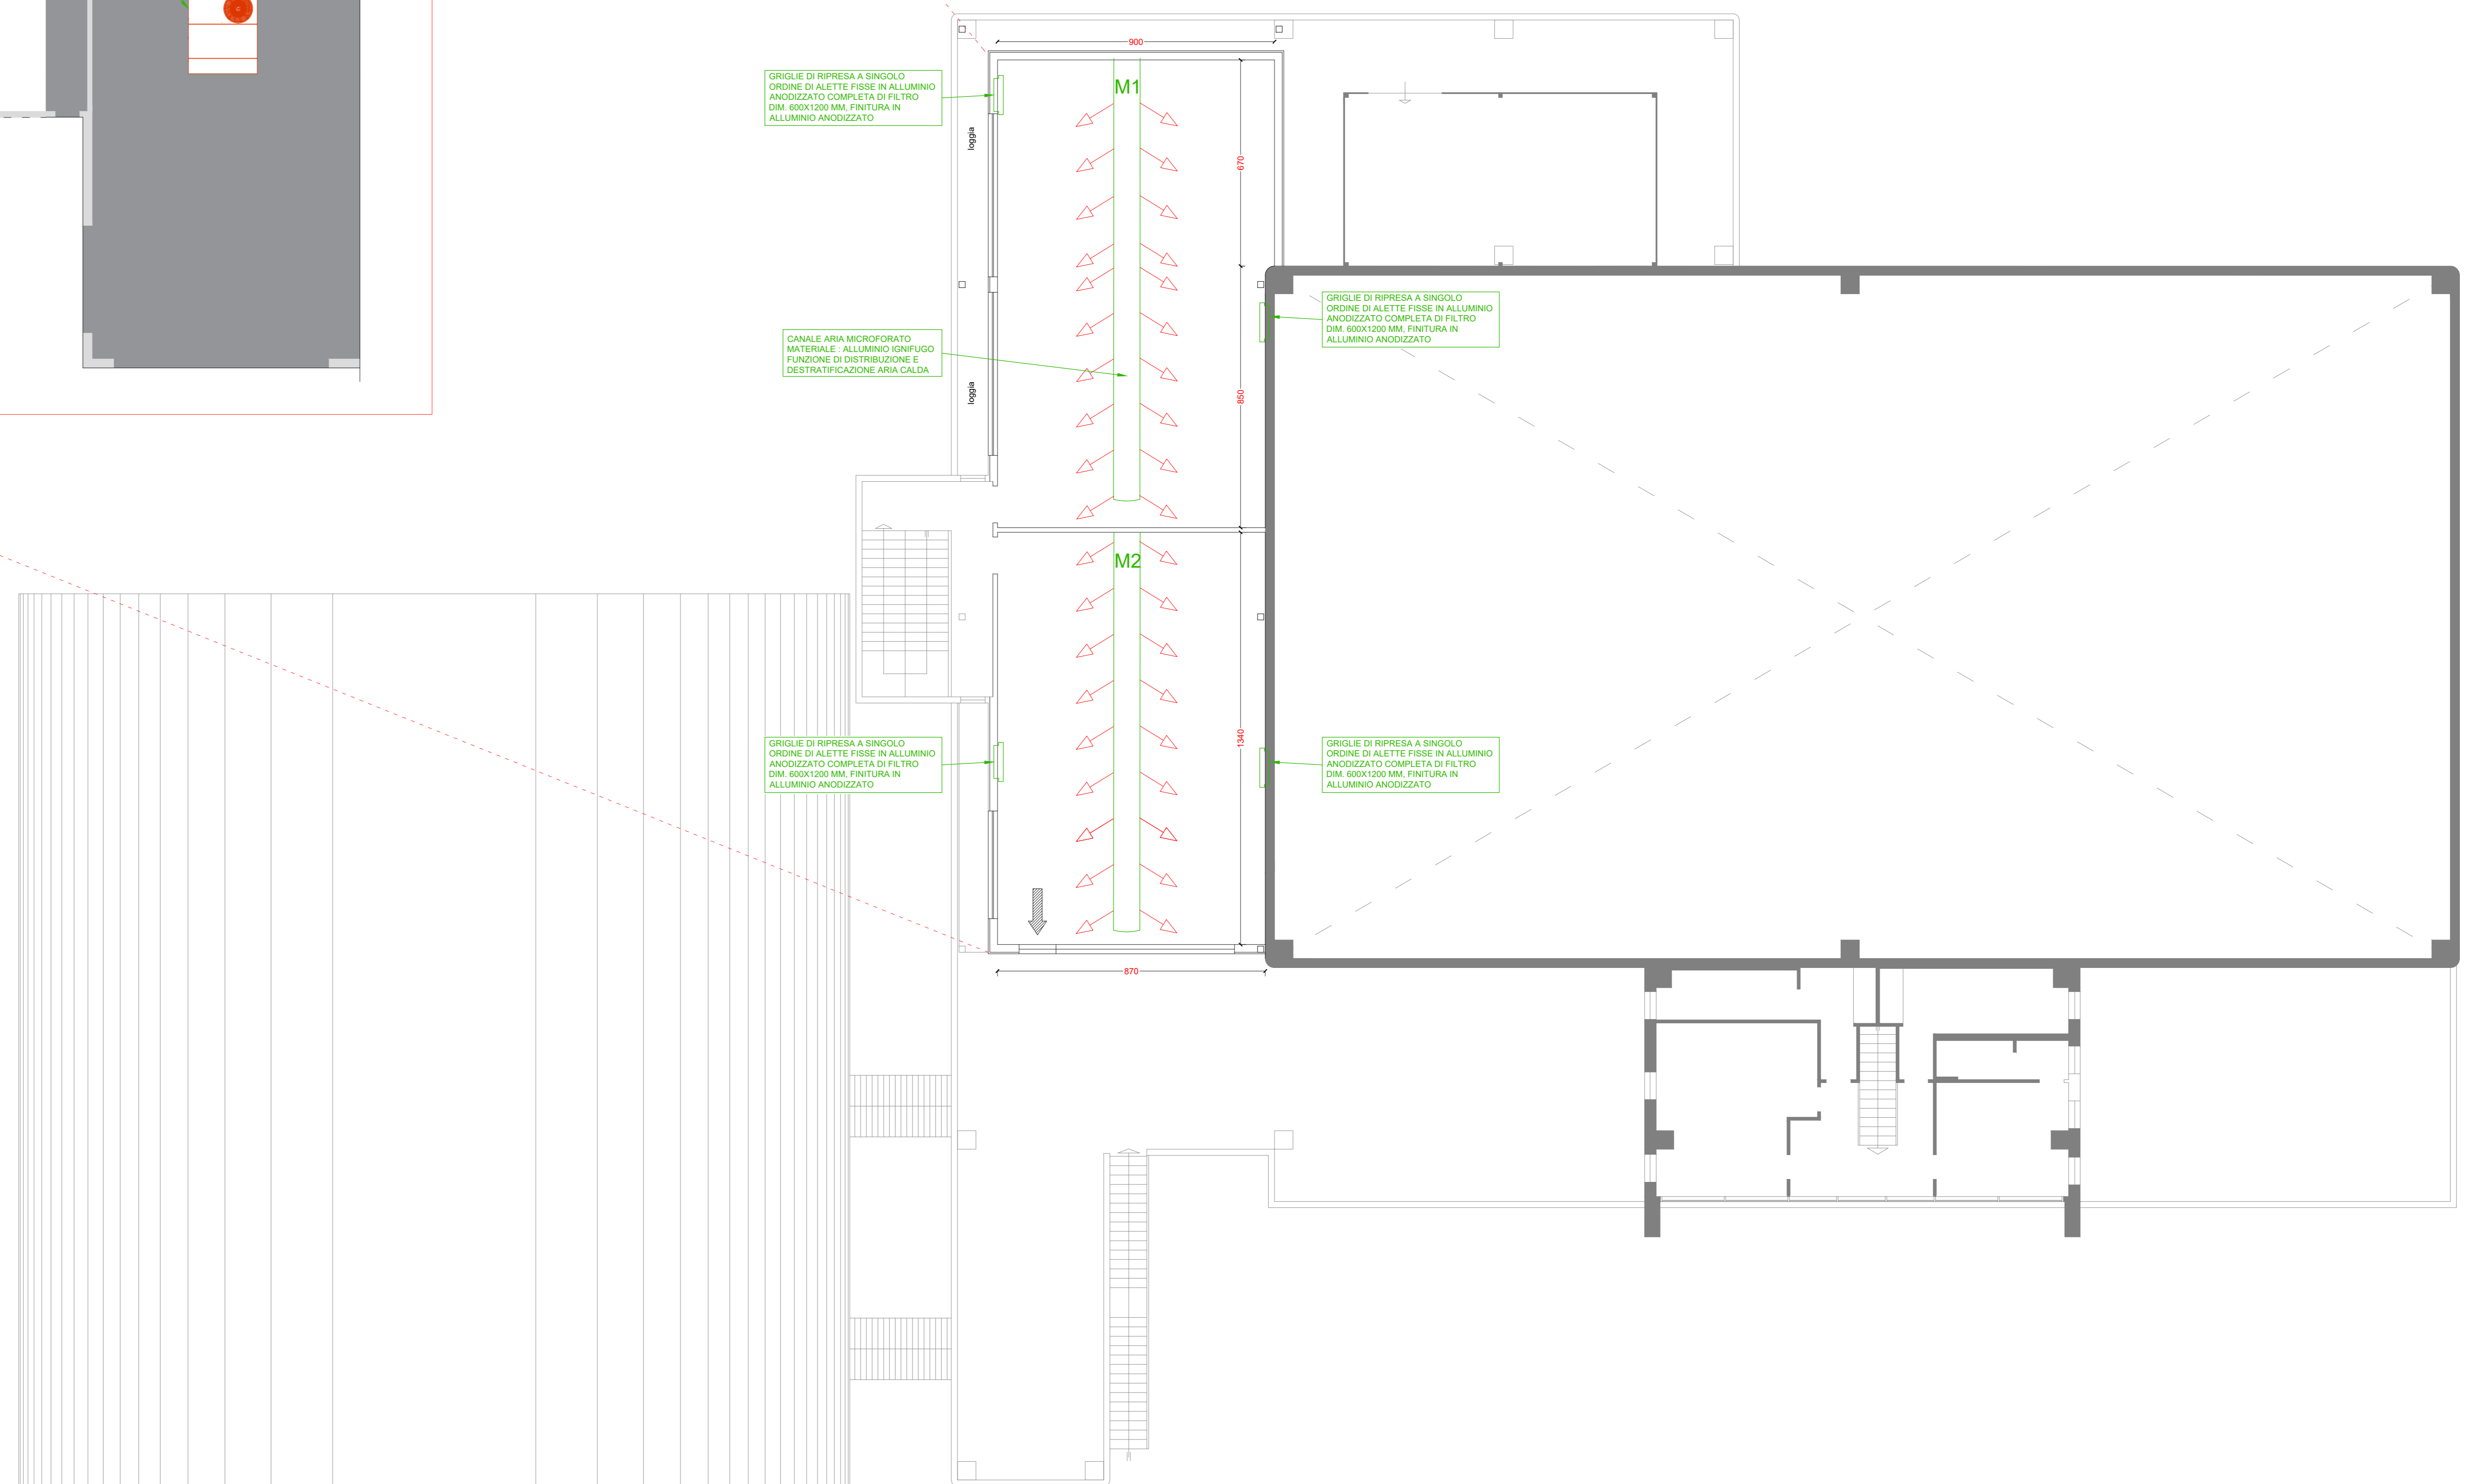 900
GRIGLIE DI RIPRESA A SINGOLO
ORDINE DI ALETTE FISSE IN ALLUMINIO
ANODIZZATO COMPLETA DI FILTRO
DIM. 600X1200 MM, FINITURA IN
ALLUMINIO ANODIZZATO
M1
loggia
670
GRIGLIE DI RIPRESA A SINGOLO
ORDINE DI ALETTE FISSE IN ALLUMINIO
ANODIZZATO COMPLETA DI FILTRO
DIM. 600X1200 MM, FINITURA IN
ALLUMINIO ANODIZZATO
CANALE ARIA MICROFORATO
MATERIALE : ALLUMINIO IGNIFUGO
FUNZIONE DI DISTRIBUZIONE E
DESTRATIFICAZIONE ARIA CALDA
loggia
850
M2
GRIGLIE DI RIPRESA A SINGOLO
ORDINE DI ALETTE FISSE IN ALLUMINIO
ANODIZZATO COMPLETA DI FILTRO
DIM. 600X1200 MM, FINITURA IN
ALLUMINIO ANODIZZATO
1340
GRIGLIE DI RIPRESA A SINGOLO
ORDINE DI ALETTE FISSE IN ALLUMINIO
ANODIZZATO COMPLETA DI FILTRO
DIM. 600X1200 MM, FINITURA IN
ALLUMINIO ANODIZZATO
870